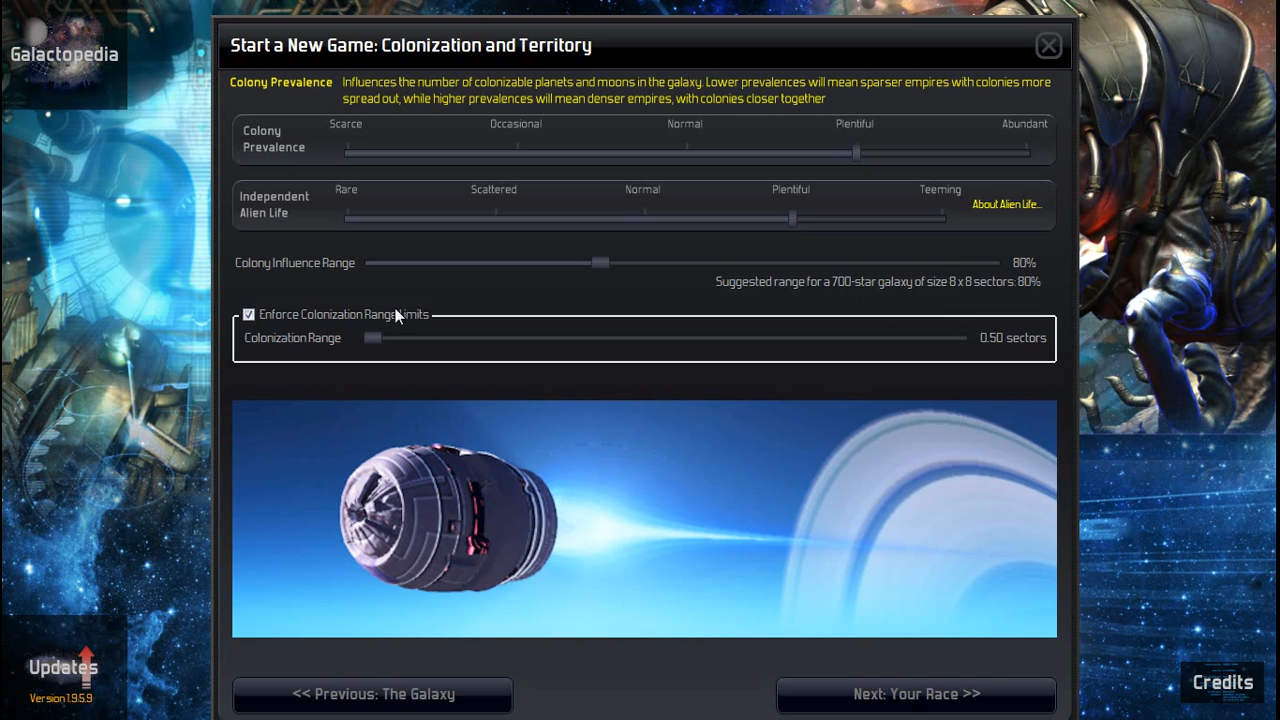 Galactopedia
Start a New Game: Colonization and Territory
Colony Prevalence Influences the number of colonizable planets and moons in the galaxy. Lower prevalences will mean sparse empires with colonies more
spread out, while higher prevalences will mean denser empires, with colonies closer together
Colony
Prevalence
Scarce Occasional Normal Plentiful Abundant
Independent
Alien Life
Rare Scattered Normal Plentiful Teeming
About Alien Life...
Colony Influence Range 80%
Suggested range for a 700-star galaxy of size 8 x 8 sectors: 80%
Enforce Colonization Range Limits
Colonization Range 0.50 sectors
Updates
Version 1.9.5.9
<< Previous: The Galaxy
Next: Your Race >>
Credits